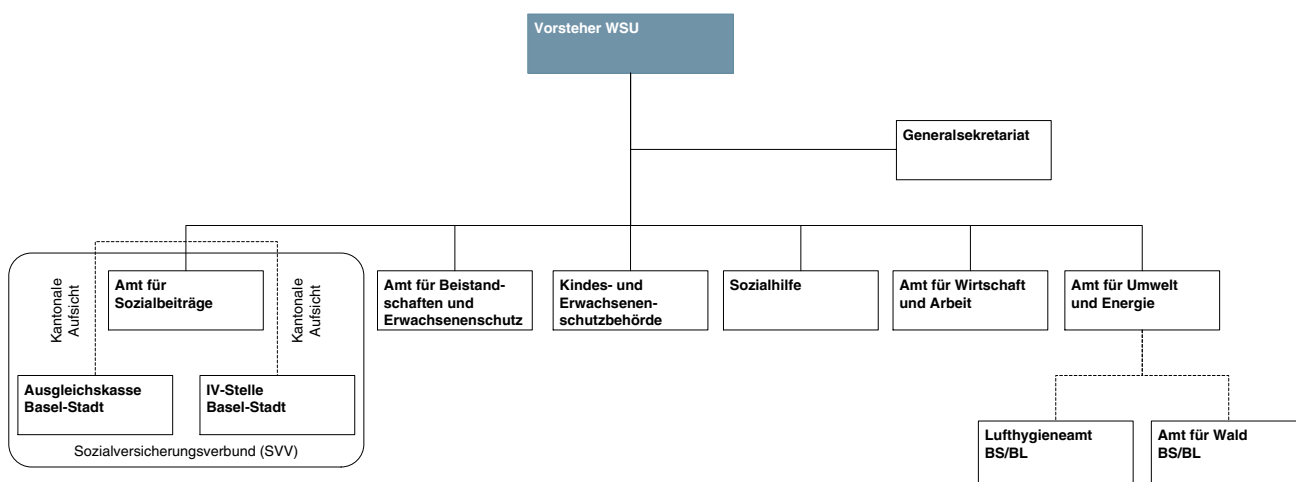 Vorsteher WSU
Generalsekretariat
Kantonale
Aufsicht
Amt für
Sozialbeiträge
Kantonale
Aufsicht
Amt für Beistand-
schaften und
Erwachsenenschutz
Kindes- und
Erwachsenen-
schutzbehörde
Sozialhilfe
Amt für Wirtschaft
und Arbeit
Amt für Umwelt
und Energie
Ausgleichskasse
Basel-Stadt
IV-Stelle
Basel-Stadt
Sozialversicherungsverbund (SVV)
Lufthygieneamt
BS/BL
Amt für Wald
BS/BL